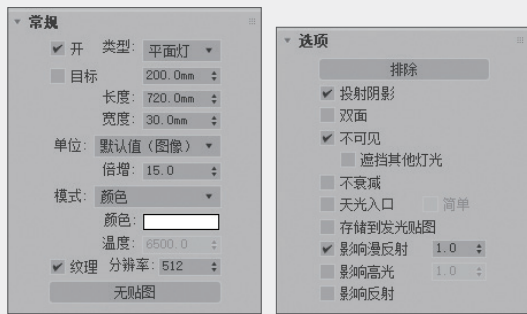 常规
开 类型: 平面灯
目标 200.0mm
长度: 720.0mm
宽度: 30.0mm
单位: 默认值（图像）
倍增: 15.0
模式: 颜色
颜色:
温度: 6500.0
纹理 分辨率: 512
无贴图
选项
排除
投射阴影
双面
不可见
遮挡其他灯光
不衰减
天光入口 简单
存储到发光贴图
影响漫反射 1.0
影响高光 1.0
影响反射